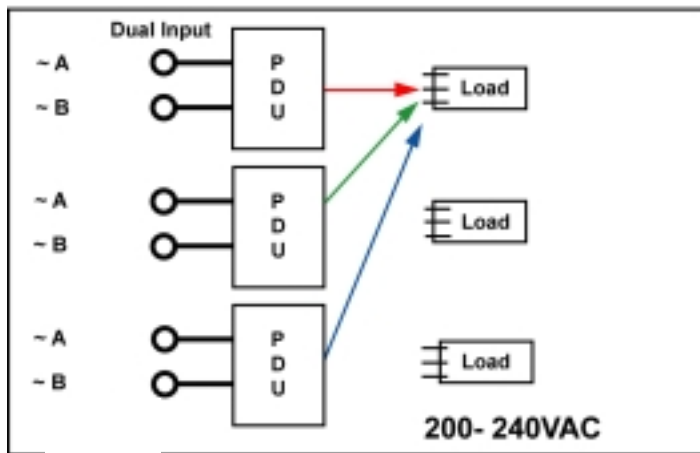 Dual Input
~ A
~ B
P
D
U
Load
~ A
~ B
P
D
U
Load
~ A
~ B
P
D
U
Load
200- 240VAC